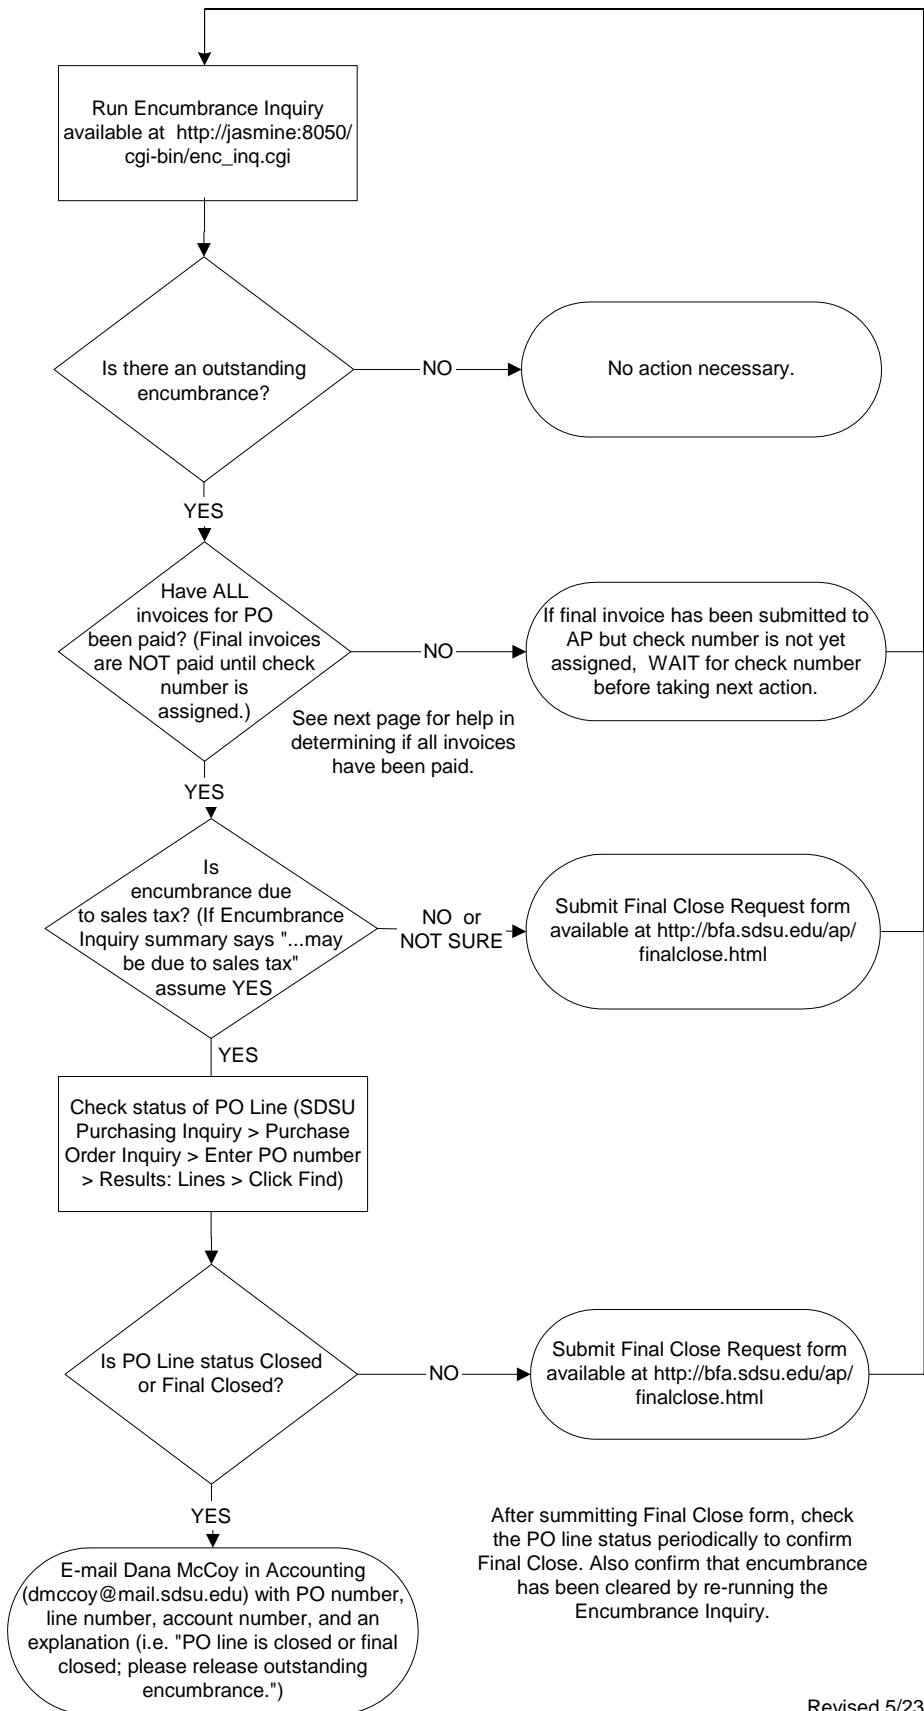 Run Encumbrance Inquiry
available at  http://jasmine:8050/
cgi-bin/enc_inq.cgi
Is there an outstanding
encumbrance?
NO
No action necessary.
YES
Have ALL
invoices for PO
been paid? (Final invoices
are NOT paid until check
number is
assigned.)
NO
If final invoice has been submitted to
AP but check number is not yet
assigned,  WAIT for check number
before taking next action.
See next page for help in
determining if all invoices
have been paid.
YES
Is
encumbrance due
to sales tax? (If Encumbrance
Inquiry summary says "...may
be due to sales tax"
assume YES
NO  or
NOT SURE
Submit Final Close Request form
available at http://bfa.sdsu.edu/ap/
finalclose.html
YES
Check status of PO Line (SDSU
Purchasing Inquiry > Purchase
Order Inquiry > Enter PO number
> Results: Lines > Click Find)
Is PO Line status Closed
or Final Closed?
NO
Submit Final Close Request form
available at http://bfa.sdsu.edu/ap/
finalclose.html
YES
E-mail Dana McCoy in Accounting
(dmccoy@mail.sdsu.edu) with PO number,
line number, account number, and an
explanation (i.e. "PO line is closed or final
closed; please release outstanding
encumbrance.")
After summitting Final Close form, check
the PO line status periodically to confirm
Final Close. Also confirm that encumbrance
has been cleared by re-running the
Encumbrance Inquiry.
Revised 5/23